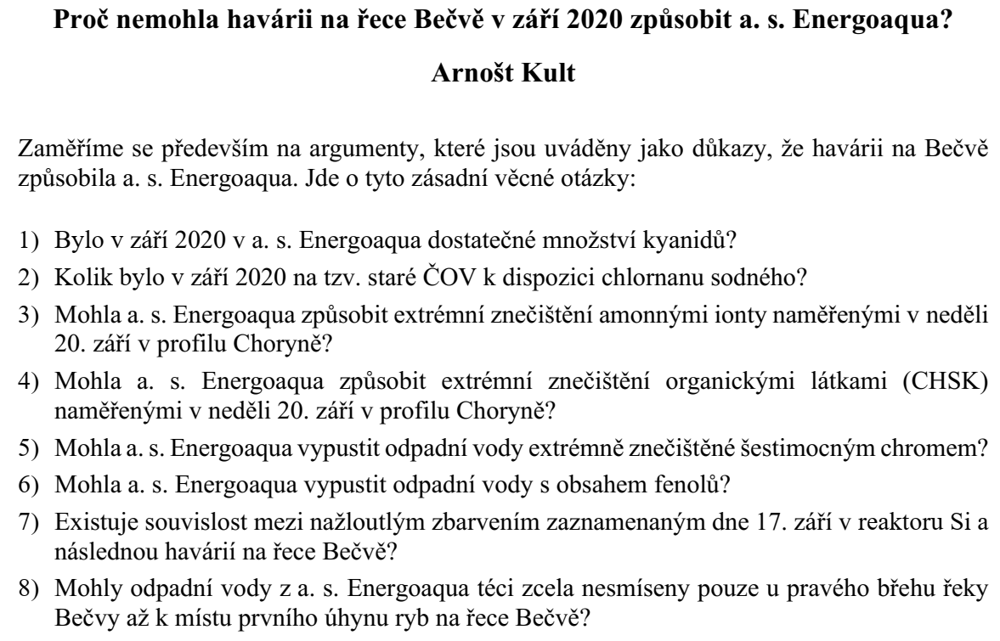 Proč nemohla havárii na řece Bečvě v září 2020 způsobit a. s. Energoaqua?
Arnošt Kult
Zaměříme se především na argumenty, které jsou uváděny jako důkazy, že havárii na Bečvě
způsobila a. s. Energoaqua. Jde o tyto zásadní věcné otázky:
1) Bylo v září 2020 v a. s. Energoaqua dostatečné množství kyanidů?
2) Kolik bylo v září 2020 na tzv. staré ČOV k dispozici chlornanu sodného?
3) Mohla a. s. Energoaqua způsobit extrémní znečištění amonnými ionty naměřenými v neděli
20. září v profilu Choryně?
4) Mohla a. s. Energoaqua způsobit extrémní znečištění organickými látkami (CHSK)
naměřenými v neděli 20. září v profilu Choryně?
5) Mohla a. s. Energoaqua vypustit odpadní vody extrémně znečištěné šestimocným chromem?
6) Mohla a. s. Energoaqua vypustit odpadní vody s obsahem fenolů?
7) Existuje souvislost mezi nažloutlým zbarvením zaznamenaným dne 17. září v reaktoru Si a
následnou havárií na řece Bečvě?
8) Mohly odpadní vody z a. s. Energoaqua téci zcela nesmíseny pouze u pravého břehu řeky
Bečvy až k místu prvního úhynu ryb na řece Bečvě?